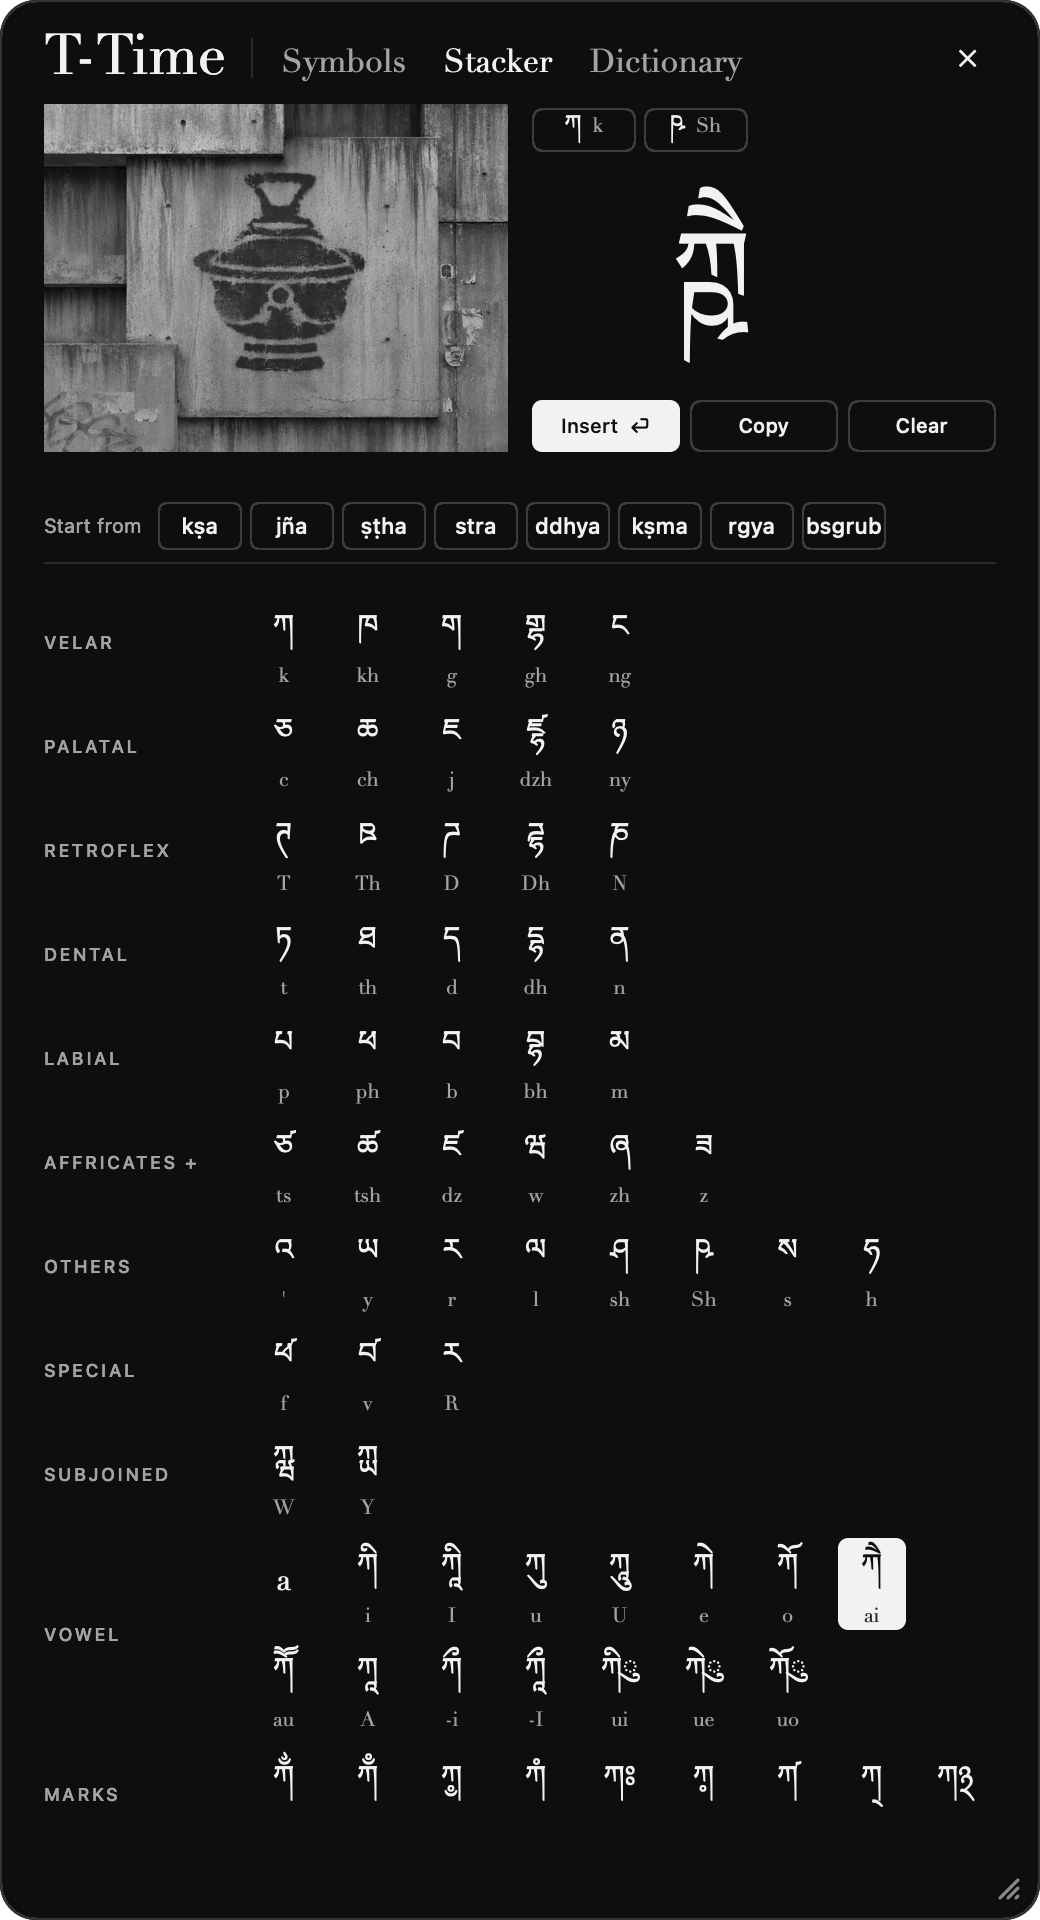 T-Time Symbols Stacker Dictionary
ཀ k ཥ Sh
ཀྵཻ
Insert Copy Clear
Start from kṣa jña ṣṭha stra ddhya kṣma rgya bsgrub
VELAR ཀ ཁ ག གྷ ང
k kh g gh ng
PALATAL ཅ ཆ ཇ ཛྷ ཉ
c ch j dzh ny
RETROFLEX ཊ ཋ ཌ ཌྷ ཎ
T Th D Dh N
DENTAL ཏ ཐ ད དྷ ན
t th d dh n
LABIAL པ ཕ བ བྷ མ
p ph b bh m
AFFRICATES + ཙ ཚ ཛ ཝ ཞ ཟ
ts tsh dz w zh z
OTHERS འ ཡ ར ལ ཤ ཥ ས ཧ
' y r l sh Sh s h
SPECIAL ཕ༹ བ༹ ཪ
f v R
SUBJOINED ཀྺ ཀྻ
W Y
VOWEL a ཀི ཀཱི ཀུ ཀཱུ ཀེ ཀོ ཀཻ
i I u U e o ai
ཀཽ ཀཱ ཀྀ ཀཱྀ ཀིུ ཀེུ ཀོུ
au A -i -I ui ue uo
MARKS ཀྃ ཀྂ ཀ༷ ཀཾ ཀཿ ཀ༵ ཀ༹ ཀ྄ ཀ྅